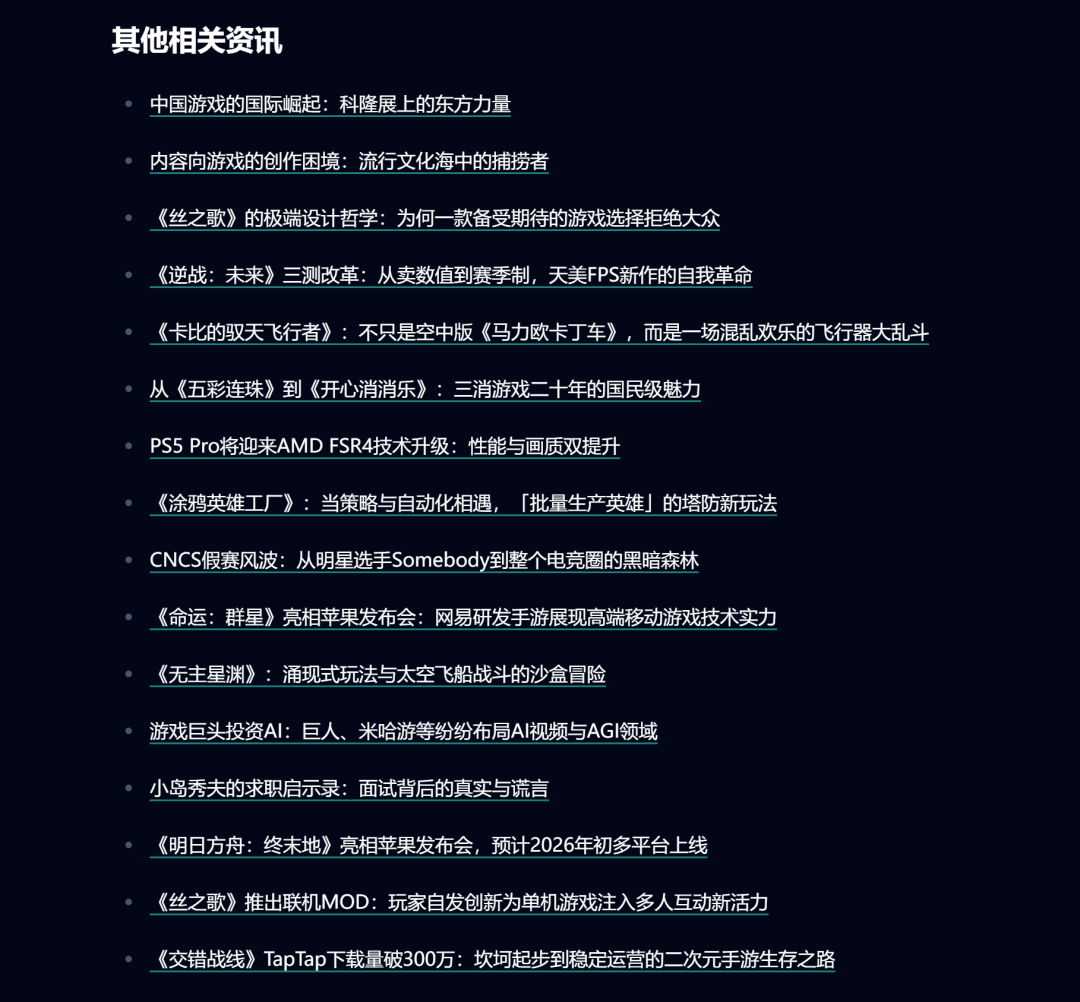 其他相关资讯
中国游戏的国际崛起：科隆展上的东方力量
内容向游戏的创作困境：流行文化海中的捕捞者
《丝之歌》的极端设计哲学：为何一款备受期待的游戏选择拒绝大众
《逆战：未来》三测改革：从卖数值到赛季制，天美FPS新作的自我革命
《卡比的驭天飞行者》：不只是空中版《马力欧卡丁车》，而是一场混乱欢乐的飞行器大乱斗
从《五彩连珠》到《开心消消乐》：三消游戏二十年的国民级魅力
PS5 Pro将迎来AMD FSR4技术升级：性能与画质双提升
《涂鸦英雄工厂》：当策略与自动化相遇，「批量生产英雄」的塔防新玩法
CNCS假赛风波：从明星选手Somebody到整个电竞圈的黑暗森林
《命运：群星》亮相苹果发布会：网易研发手游展现高端移动游戏技术实力
《无主星渊》：涌现式玩法与太空飞船战斗的沙盒冒险
游戏巨头投资AI：巨人、米哈游等纷纷布局AI视频与AGI领域
小岛秀夫的求职启示录：面试背后的真实与谎言
《明日方舟：终末地》亮相苹果发布会，预计2026年初多平台上线
《丝之歌》推出联机MOD：玩家自发创新为单机游戏注入多人互动新活力
《交错战线》TapTap下载量破300万：坎坷起步到稳定运营的二次元手游生存之路